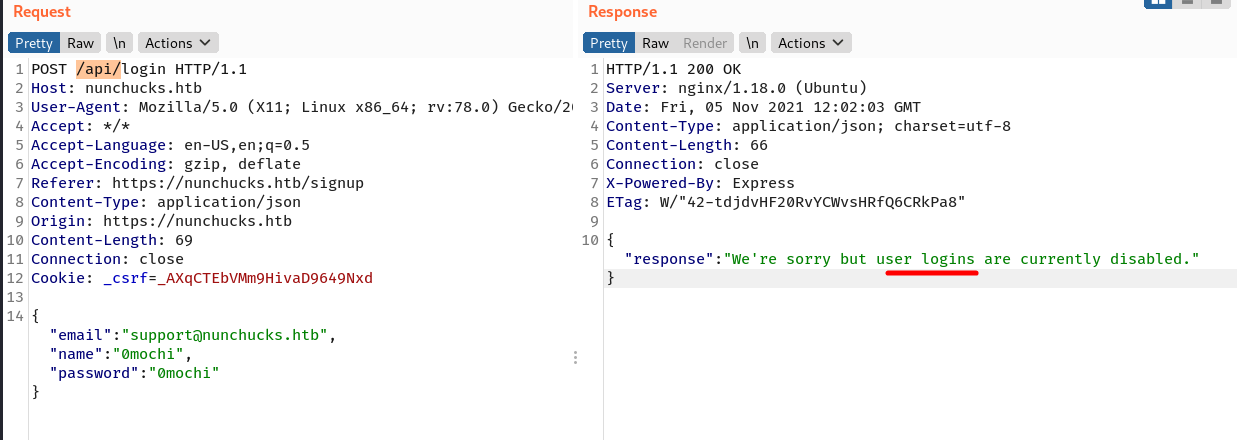 Request
Pretty Raw \n Actions
1 POST /api/login HTTP/1.1
2 Host: nunchucks.htb
3 User-Agent: Mozilla/5.0 (X11; Linux x86_64; rv:78.0) Gecko/20
4 Accept: */*
5 Accept-Language: en-US,en;q=0.5
6 Accept-Encoding: gzip, deflate
7 Referer: https://nunchucks.htb/signup
8 Content-Type: application/json
9 Origin: https://nunchucks.htb
10 Content-Length: 69
11 Connection: close
12 Cookie: _csrf=_AXqCTEbVMm9HivaD9649Nxd
13
14 {
"email":"support@nunchucks.htb",
"name":"0mochi",
"password":"0mochi"
}
Response
Pretty Raw Render \n Actions
1 HTTP/1.1 200 OK
2 Server: nginx/1.18.0 (Ubuntu)
3 Date: Fri, 05 Nov 2021 12:02:03 GMT
4 Content-Type: application/json; charset=utf-8
5 Content-Length: 66
6 Connection: close
7 X-Powered-By: Express
8 ETag: W/"42-tdjdvHF20RvYCWvsHRfQ6CRkPa8"
9
10 {
"response":"We're sorry but user logins are currently disabled."
}